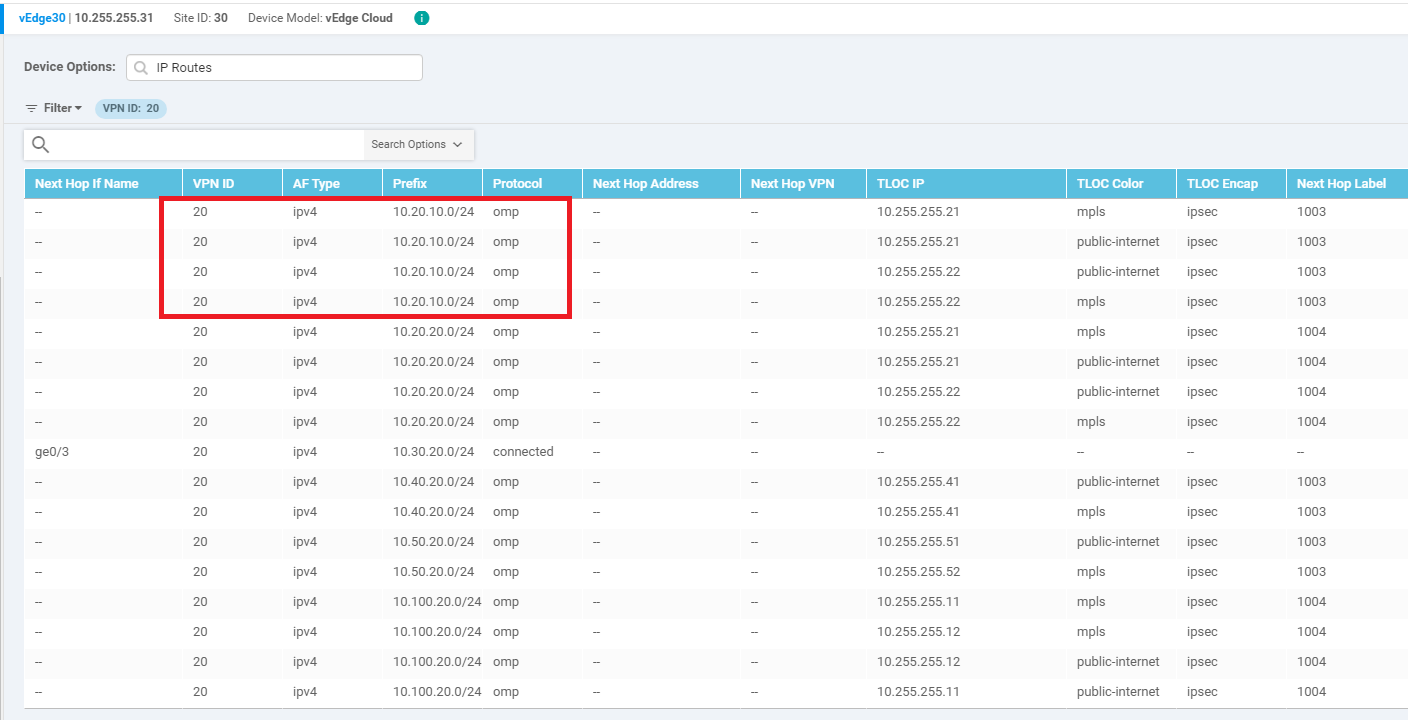 vEdge30 | 10.255.255.31 Site ID: 30 Device Model: vEdge Cloud i
Device Options: IP Routes
Filter VPN ID: 20
Search Options
Next Hop If Name VPN ID AF Type Prefix Protocol Next Hop Address Next Hop VPN TLOC IP TLOC Color TLOC Encap Next Hop Label
-- 20 ipv4 10.20.10.0/24 omp -- -- 10.255.255.21 mpls ipsec 1003
-- 20 ipv4 10.20.10.0/24 omp -- -- 10.255.255.21 public-internet ipsec 1003
-- 20 ipv4 10.20.10.0/24 omp -- -- 10.255.255.22 public-internet ipsec 1003
-- 20 ipv4 10.20.10.0/24 omp -- -- 10.255.255.22 mpls ipsec 1003
-- 20 ipv4 10.20.20.0/24 omp -- -- 10.255.255.21 mpls ipsec 1004
-- 20 ipv4 10.20.20.0/24 omp -- -- 10.255.255.21 public-internet ipsec 1004
-- 20 ipv4 10.20.20.0/24 omp -- -- 10.255.255.22 public-internet ipsec 1004
-- 20 ipv4 10.20.20.0/24 omp -- -- 10.255.255.22 mpls ipsec 1004
ge0/3 20 ipv4 10.30.20.0/24 connected -- -- -- -- -- --
-- 20 ipv4 10.40.20.0/24 omp -- -- 10.255.255.41 public-internet ipsec 1003
-- 20 ipv4 10.40.20.0/24 omp -- -- 10.255.255.41 mpls ipsec 1003
-- 20 ipv4 10.50.20.0/24 omp -- -- 10.255.255.51 public-internet ipsec 1003
-- 20 ipv4 10.50.20.0/24 omp -- -- 10.255.255.52 mpls ipsec 1003
-- 20 ipv4 10.100.20.0/24 omp -- -- 10.255.255.11 mpls ipsec 1004
-- 20 ipv4 10.100.20.0/24 omp -- -- 10.255.255.12 mpls ipsec 1004
-- 20 ipv4 10.100.20.0/24 omp -- -- 10.255.255.12 public-internet ipsec 1004
-- 20 ipv4 10.100.20.0/24 omp -- -- 10.255.255.11 public-internet ipsec 1004